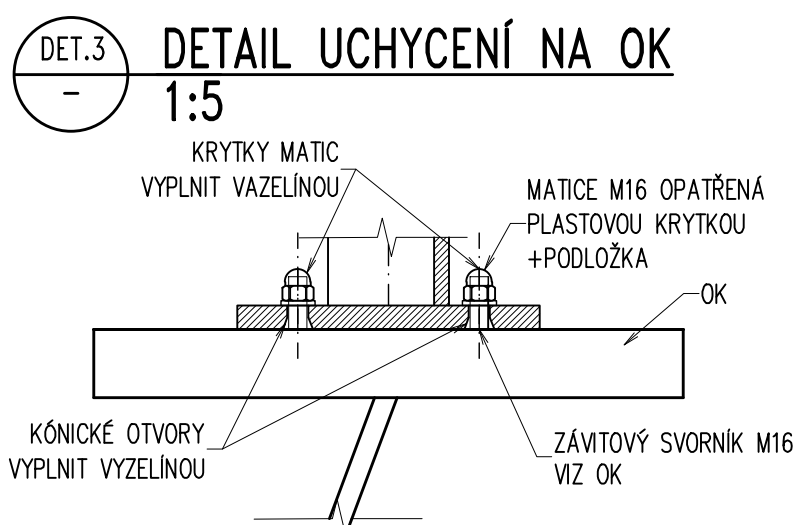 DET.3
-
DETAIL UCHYCENÍ NA OK
1:5
KRYTKY MATIC
VYPLNIT VAZELÍNOU
MATICE M16 OPATŘENÁ
PLASTOVOU KRYTKOU
+PODLOŽKA
OK
KÓNICKÉ OTVORY
VYPLNIT VYZELÍNOU
ZÁVITOVÝ SVORNÍK M16
VIZ OK